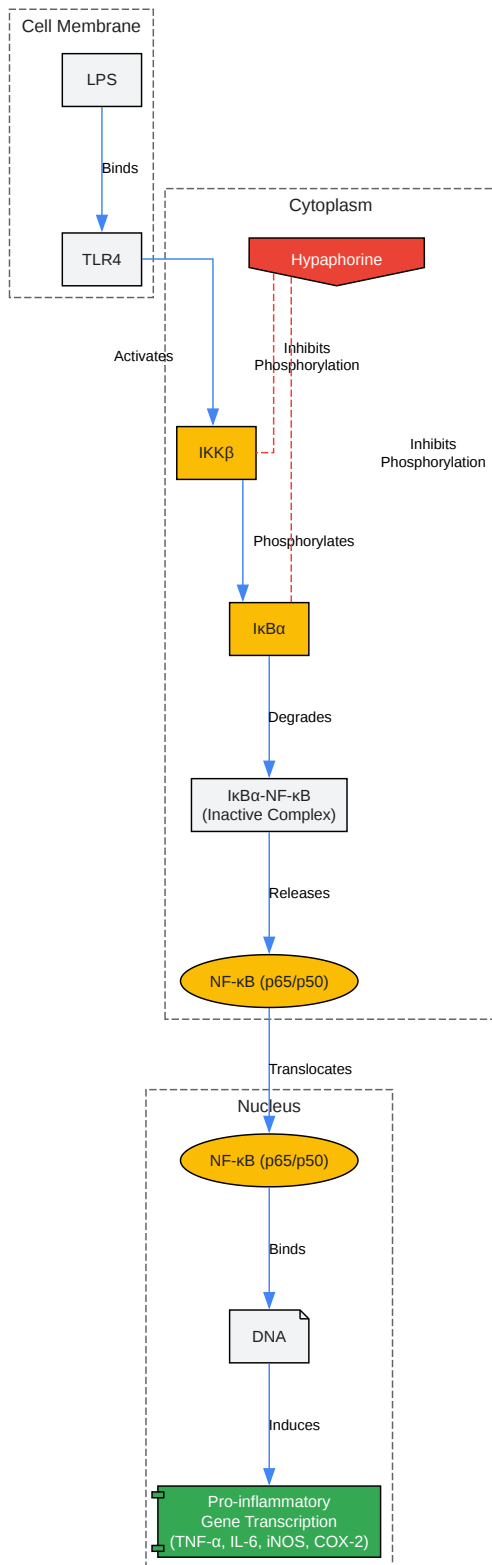 Cell Membrane
LPS
Binds
TLR4
Cytoplasm
Hypaphorine
Activates
Inhibits
Phosphorylation
IKKβ
Inhibits
Phosphorylation
Phosphorylates
IκBα
Degrades
IκBα-NF-κB
(Inactive Complex)
Releases
NF-κB (p65/p50)
Translocates
Nucleus
NF-κB (p65/p50)
Binds
DNA
Induces
Pro-inflammatory
Gene Transcription
(TNF-α, IL-6, iNOS, COX-2)